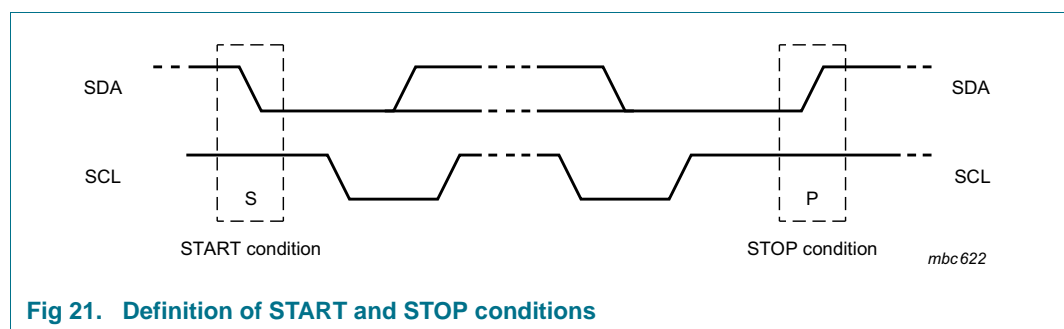 SDA
SDA
SCL
SCL
S
P
START condition
STOP condition
mbc622
Fig 21. Definition of START and STOP conditions